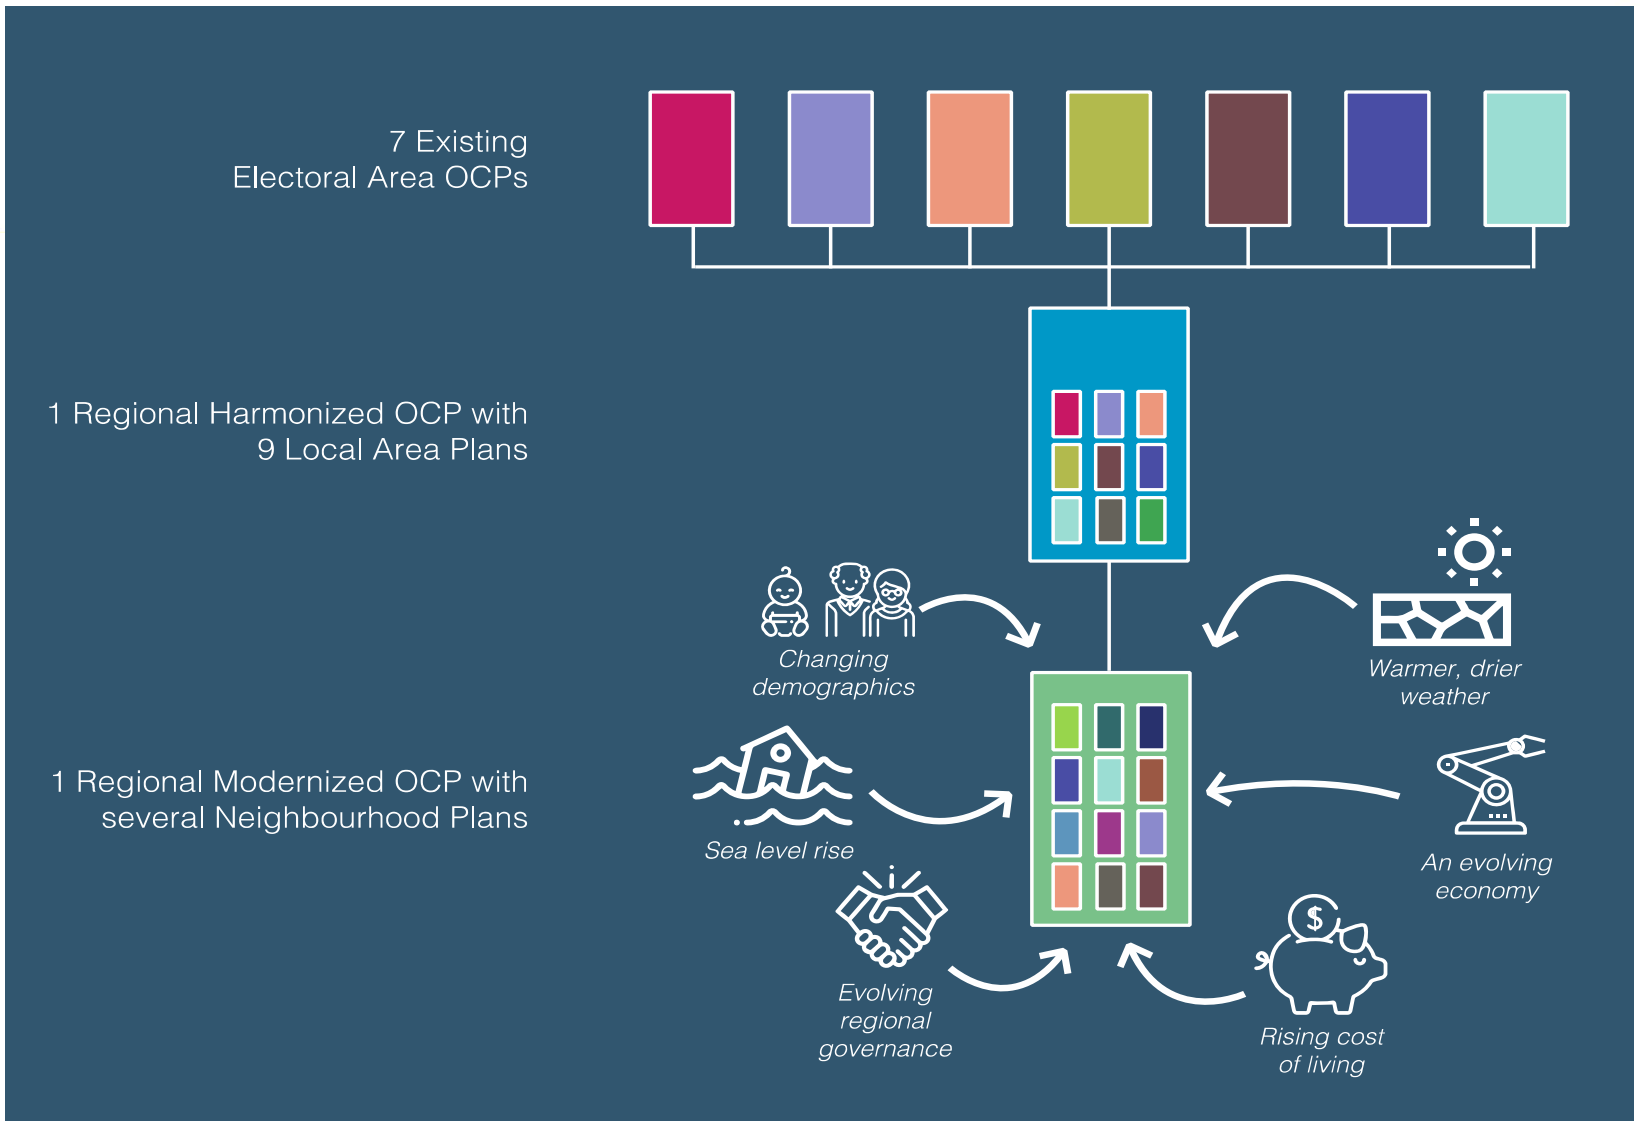 7 Existing
Electoral Area OCPs
1 Regional Harmonized OCP with
9 Local Area Plans
Changing
demographics
Warmer, drier
weather
1 Regional Modernized OCP with
several Neighbourhood Plans
Sea level rise
An evolving
economy
$
Evolving
regional
governance
Rising cost
of living